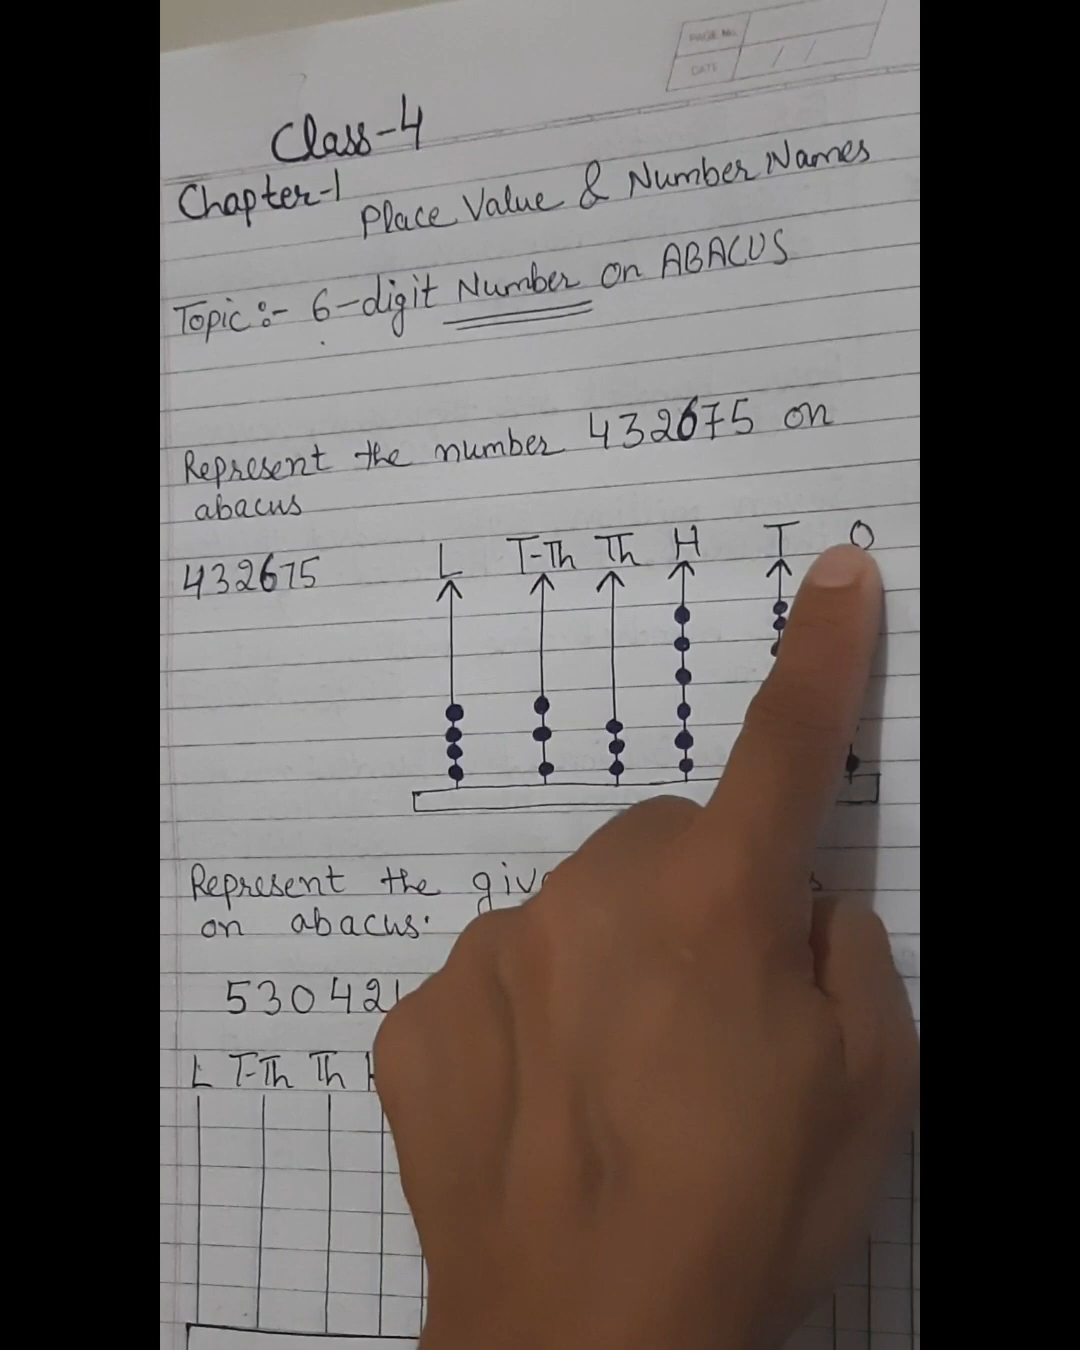 PAGE No.
DATE
Class-4
Chapter-1
Place Value & Number Names
Topic:- 6-digit Number on ABACUS
Represent the number 432675 on
abacus
432675
L T-Th Th H T O
Represent the
on abacus.
53042
L T-Th Th